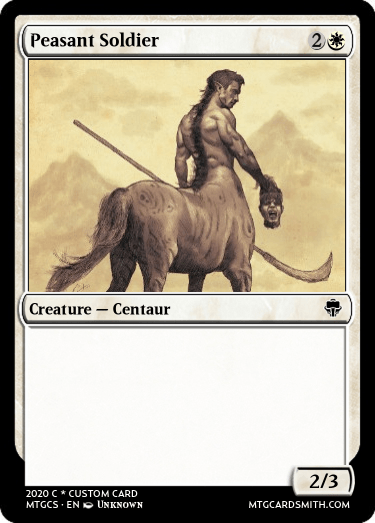 Peasant Soldier 2
Creature — Centaur
2/3
2020 C * CUSTOM CARD
MTGCS · EN Unknown MTGCARDSMITH.COM